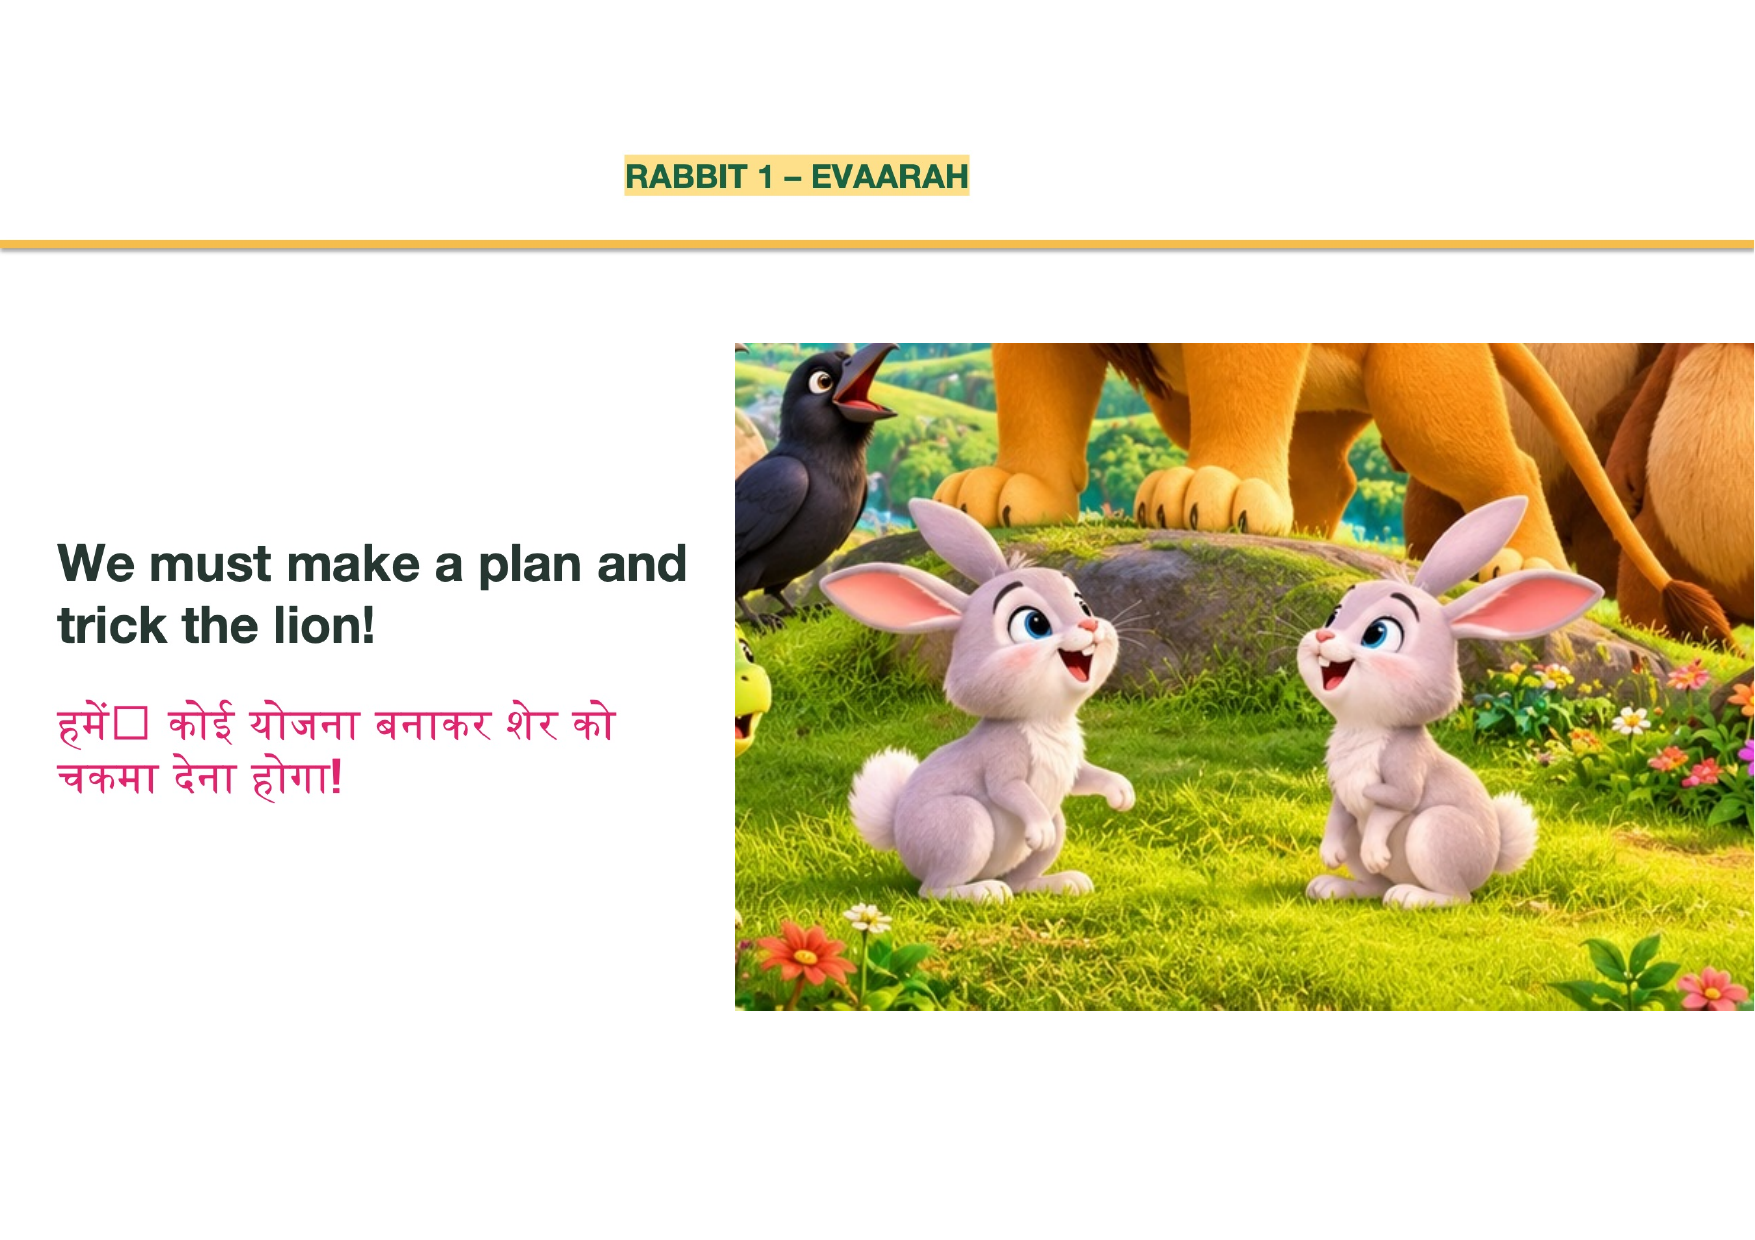 RABBIT 1 – EVAARAH
We must make a plan and
trick the lion!
हमें□ कोई योजना बनाकर शेर को
चकमा देना होगा!